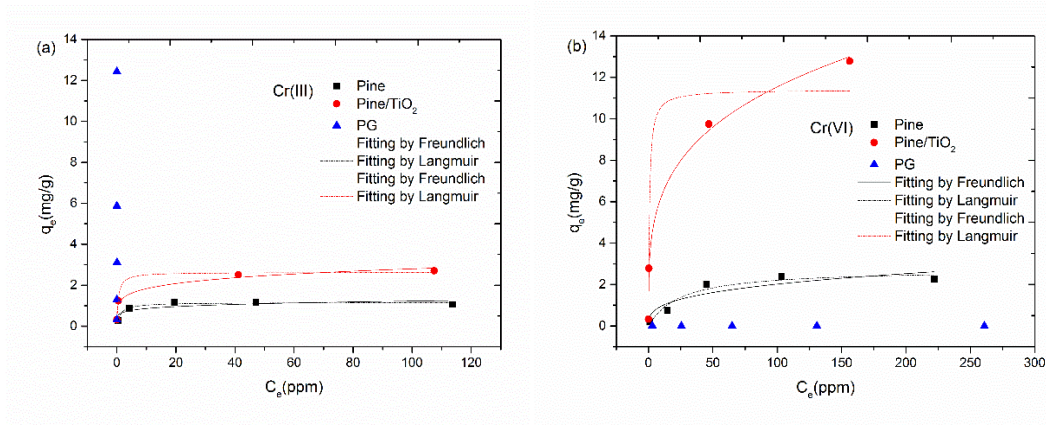 (a)
14
12
10
8
6
4
2
0
qₑ(mg/g)
Cr(III)
Pine
Pine/TiO₂
PG
Fitting by Freundlich
Fitting by Langmuir
Fitting by Freundlich
Fitting by Langmuir
0 20 40 60 80 100 120
Cₑ(ppm)
(b)
14
12
10
8
6
4
2
0
qₑ(mg/g)
Cr(VI)
Pine
Pine/TiO₂
PG
Fitting by Freundlich
Fitting by Langmuir
Fitting by Freundlich
Fitting by Langmuir
0 50 100 150 200 250 300
Cₑ(ppm)